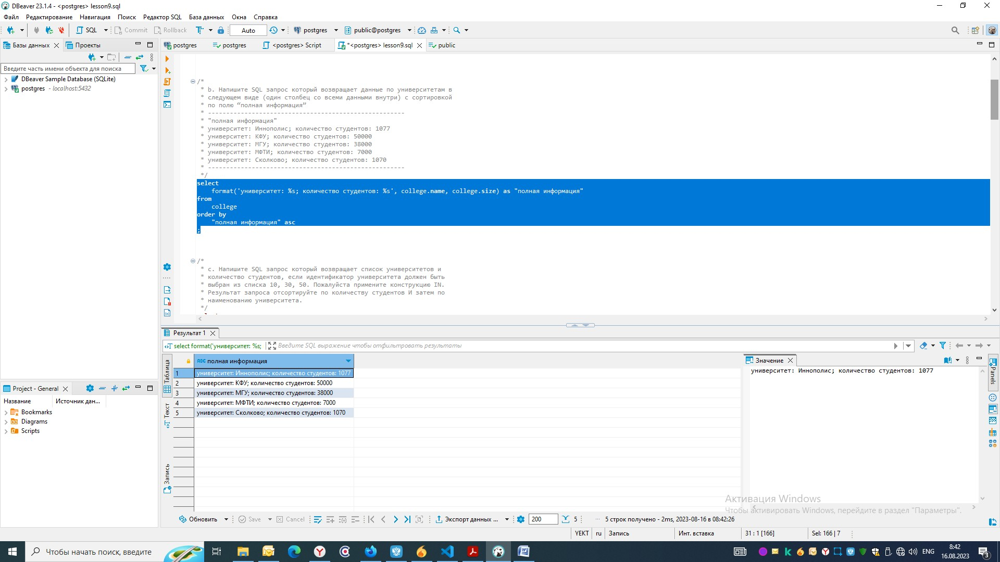 DBeaver 23.1.4 - <postgres> lesson9.sql
Файл Редактирование Навигация Поиск Редактор SQL База данных Окна Справка
SQL Commit Rollback Auto postgres public@postgres
Базы данных Проекты
postgres postgres <postgres> Script *<postgres> lesson9.sql public
Введите часть имени объекта для поиска
DBeaver Sample Database (SQLite)
postgres - localhost:5432
/*
* b. Напишите SQL запрос который возвращает данные по университетам в
* следующем виде (один столбец со всеми данными внутри) с сортировкой
* по полю “полная информация”
* ------------------------------------------------------
* "полная информация"
* университет: Иннополис; количество студентов: 1077
* университет: КФУ; количество студентов: 50000
* университет: МГУ; количество студентов: 38000
* университет: МФТИ; количество студентов: 7000
* университет: Сколково; количество студентов: 1070
* ------------------------------------------------------
*/
select
format('университет: %s; количество студентов: %s', college.name, college.size) as "полная информация"
from
college
order by
"полная информация" asc
;
/*
* c. Напишите SQL запрос который возвращает список университетов и
* количество студентов, если идентификатор университета должен быть
* выбран из списка 10, 30, 50. Пожалуйста примените конструкцию IN.
* Результат запроса отсортируйте по количеству студентов И затем по
* наименованию университета.
*/
Результат 1
select format('университет: %s; Введите SQL выражение чтобы отфильтровать результаты
Таблица
Текст
Запись
ABC полная информация
1 университет: Иннополис; количество студентов: 1077
2 университет: КФУ; количество студентов: 50000
3 университет: МГУ; количество студентов: 38000
4 университет: МФТИ; количество студентов: 7000
5 университет: Сколково; количество студентов: 1070
Значение
университет: Иннополис; количество студентов: 1077
Panels
Project - General
Название Источник дан...
Bookmarks
Diagrams
Scripts
Активация Windows
Чтобы активировать Windows, перейдите в раздел "Параметры".
Обновить Save Cancel Экспорт данных ... 200 5 ... 5 строк получено - 2ms, 2023-08-16 в 08:42:26
YEKT ru Запись Инт. вставка 31 : 1 [166] Sel: 166 | 7
Чтобы начать поиск, введите
ENG
8:42
16.08.2023
3